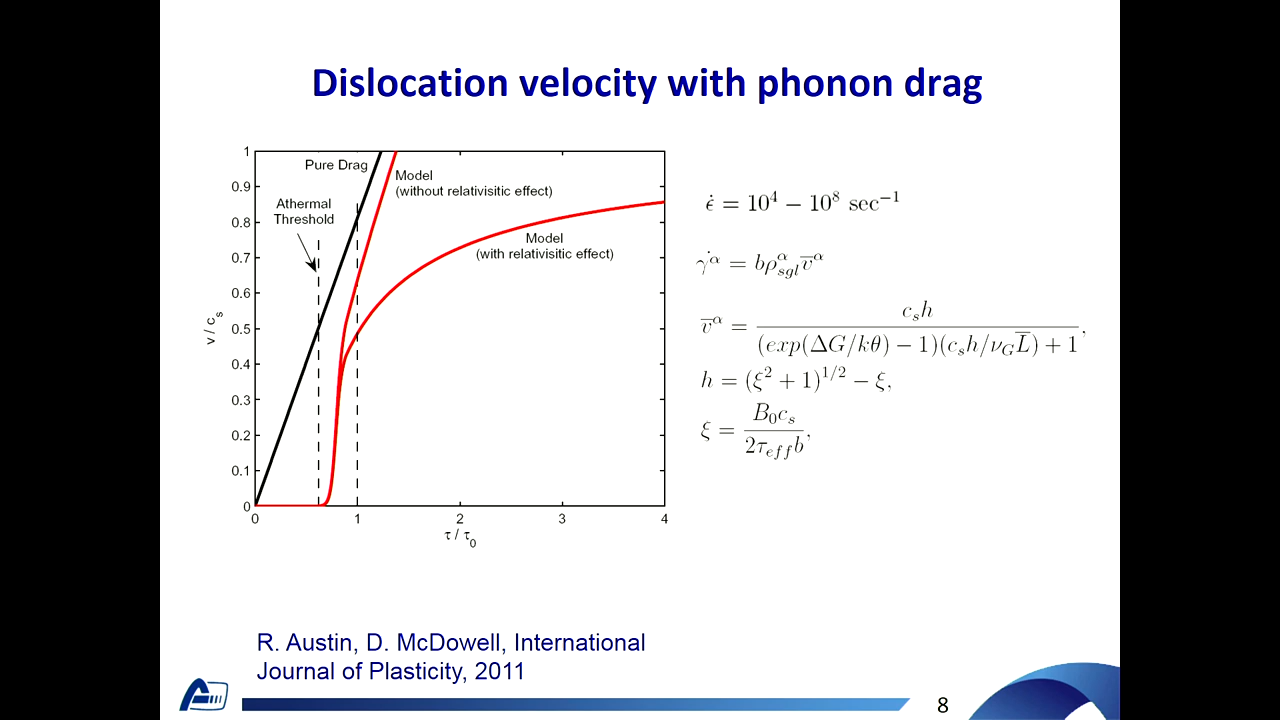 Dislocation velocity with phonon drag
1
0.9
0.8
0.7
0.6
0.5
0.4
0.3
0.2
0.1
0
v / c_s
Pure Drag
Model
(without relativisitic effect)
Athermal
Threshold
Model
(with relativisitic effect)
0 1 2 3 4
τ / τ_0
ϵ̇ = 10^4 − 10^8 sec^−1
γ̇^α = bρ^α_sgl v̅^α
v̅^α = c_s h / ((exp(ΔG/kθ) − 1)(c_s h/ν_G L̅) + 1),
h = (ξ^2 + 1)^1/2 − ξ,
ξ = B_0 c_s / 2τ_eff b,
R. Austin, D. McDowell, International
Journal of Plasticity, 2011
8